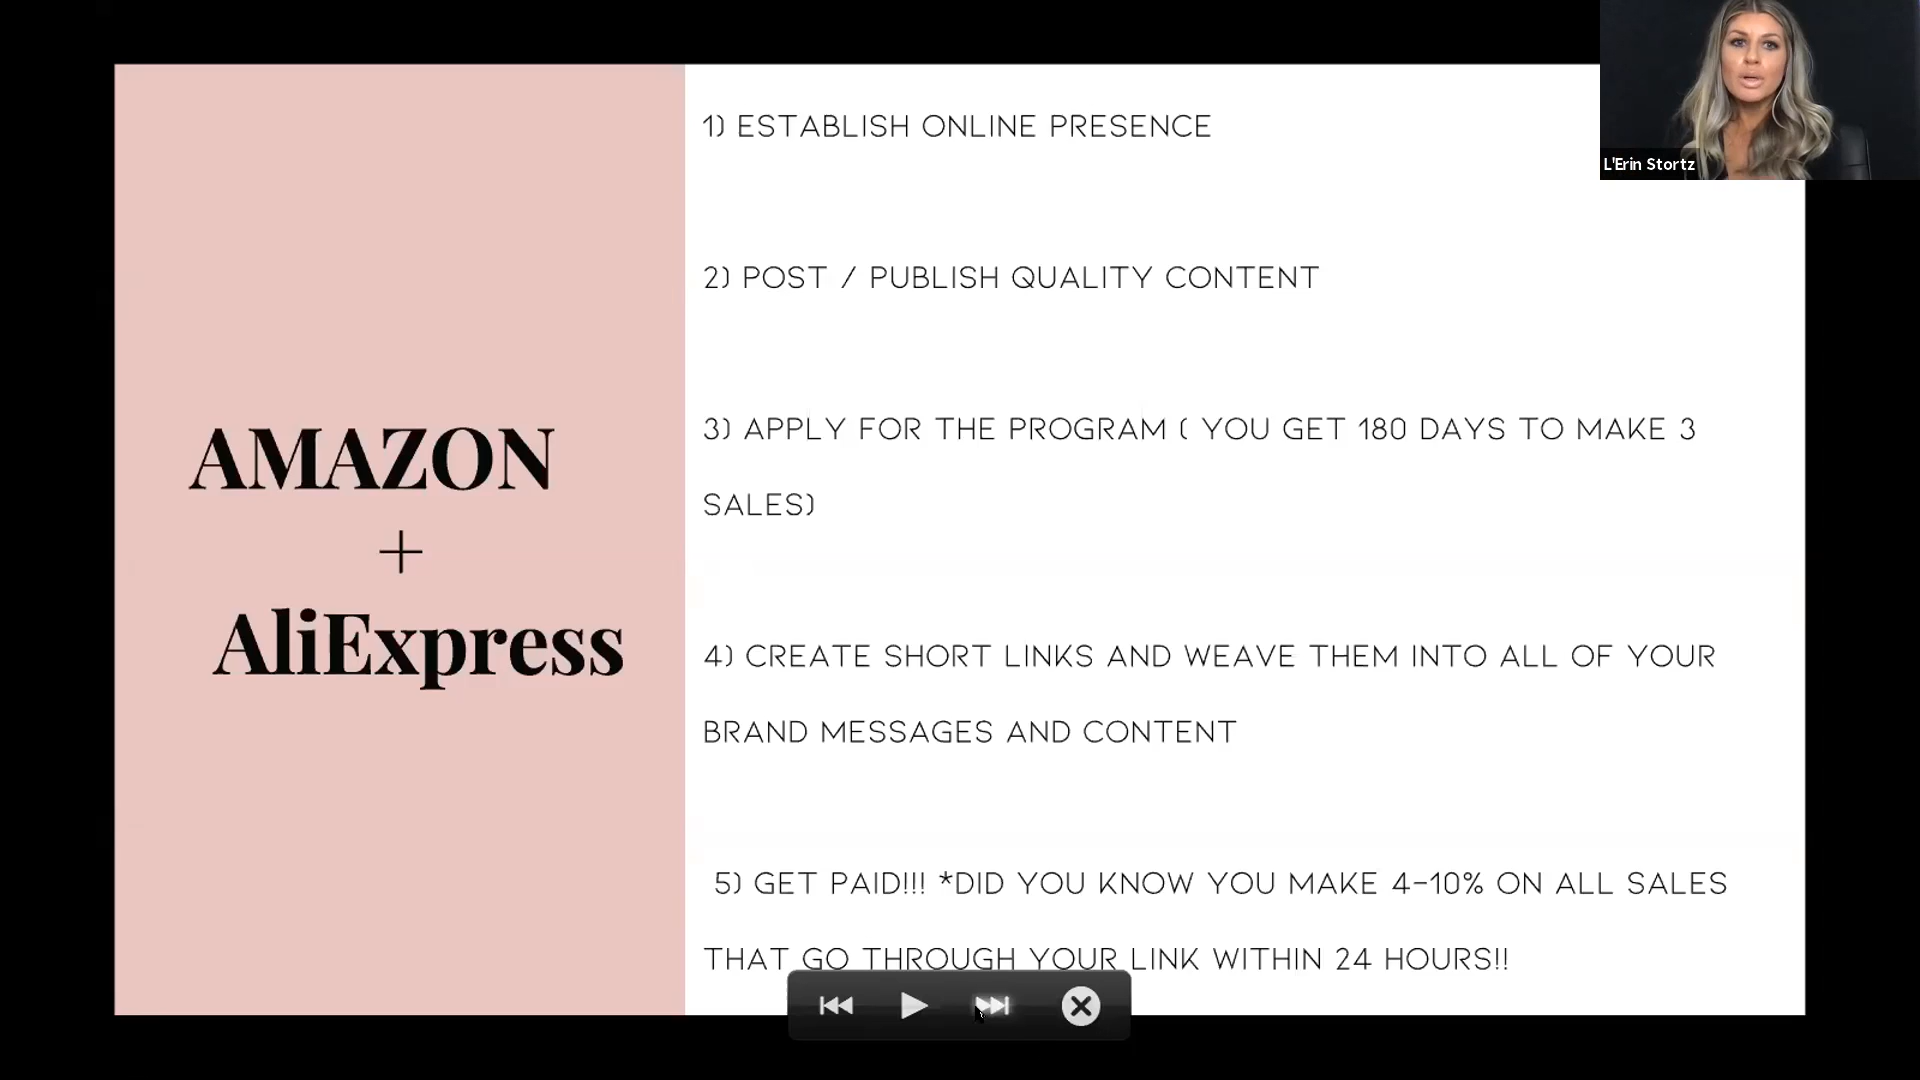 AMAZON
+
AliExpress
1) ESTABLISH ONLINE PRESENCE
2) POST / PUBLISH QUALITY CONTENT
3) APPLY FOR THE PROGRAM ( YOU GET 180 DAYS TO MAKE 3
SALES)
4) CREATE SHORT LINKS AND WEAVE THEM INTO ALL OF YOUR
BRAND MESSAGES AND CONTENT
5) GET PAID!!! *DID YOU KNOW YOU MAKE 4-10% ON ALL SALES
THAT GO THROUGH YOUR LINK WITHIN 24 HOURS!!
L'Erin Stortz